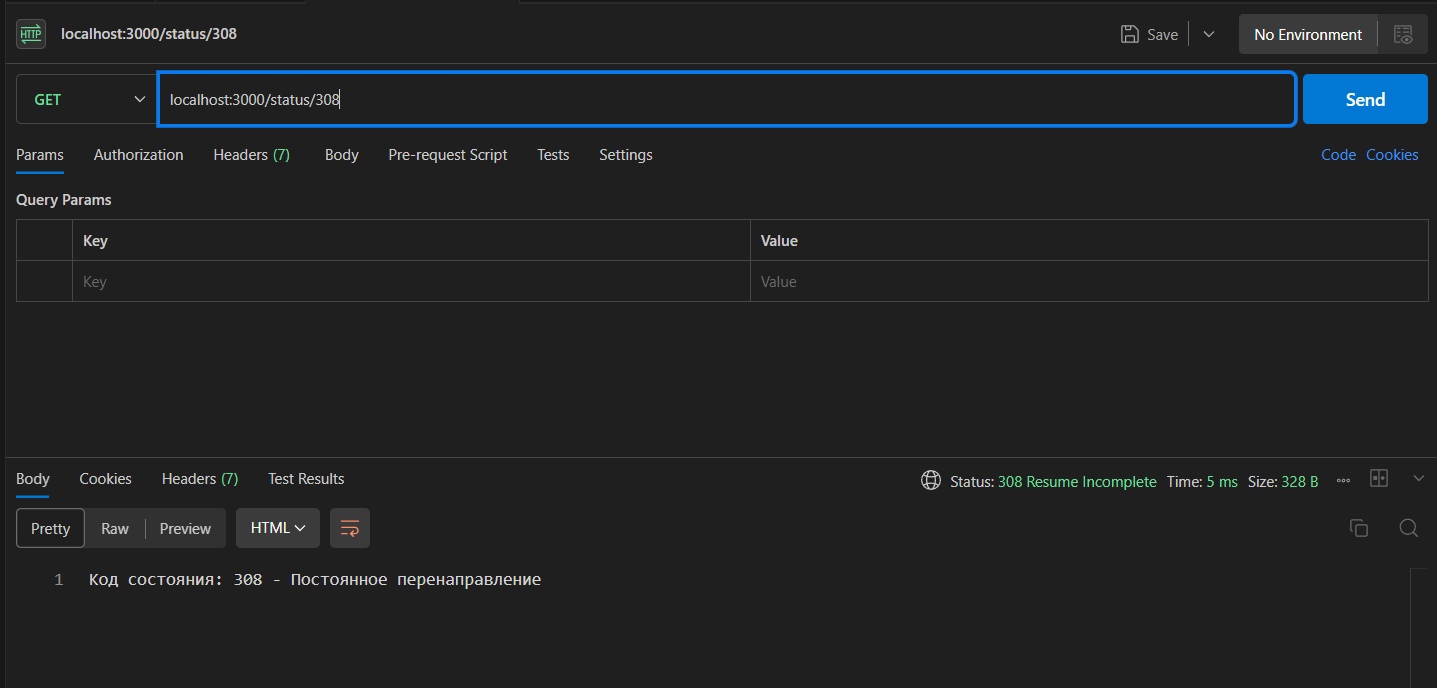 HTTP localhost:3000/status/308 Save No Environment
GET localhost:3000/status/308 Send
Params Authorization Headers (7) Body Pre-request Script Tests Settings Code Cookies
Query Params
Key Value
Key Value
Body Cookies Headers (7) Test Results Status: 308 Resume Incomplete Time: 5 ms Size: 328 B
Pretty Raw Preview HTML
1 Код состояния: 308 - Постоянное перенаправление